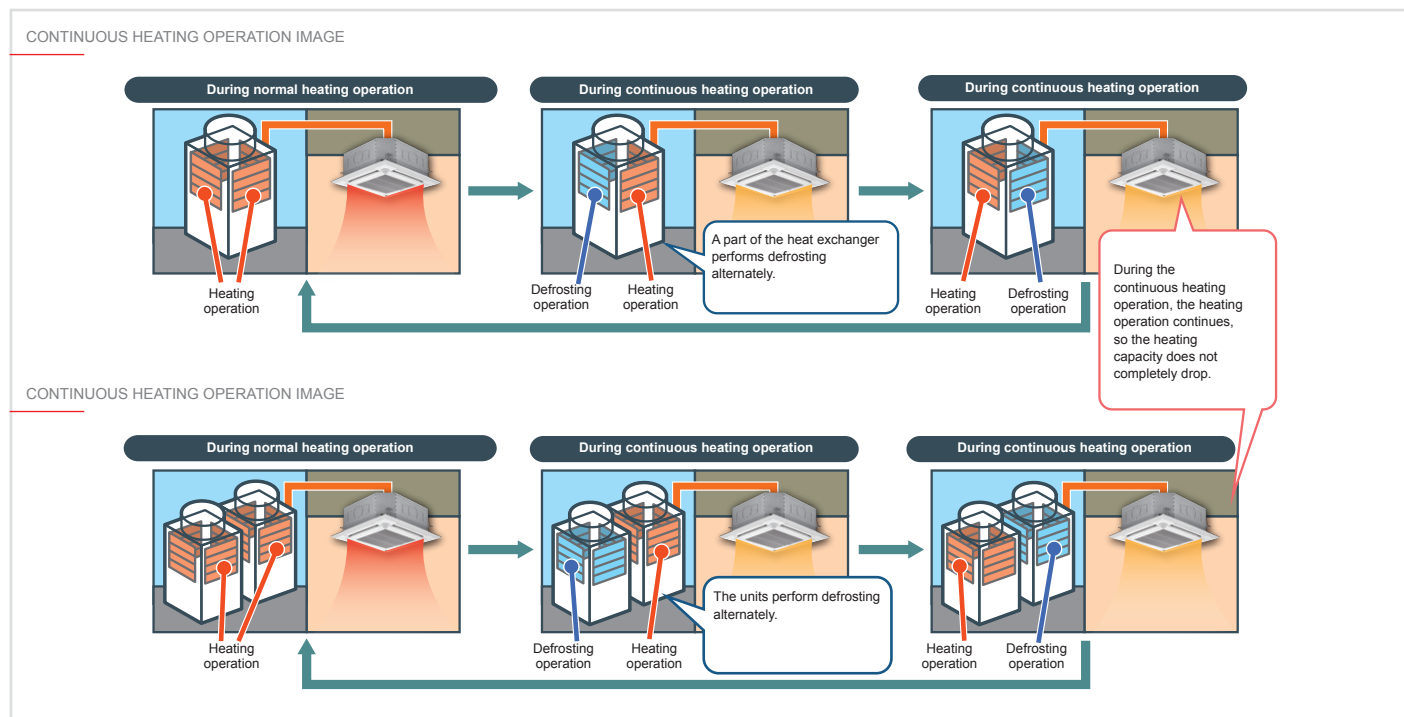 CONTINUOUS HEATING OPERATION IMAGE
During normal heating operation
During continuous heating operation
During continuous heating operation
Heating
operation
Defrosting
operation
Heating
operation
A part of the heat exchanger
performs defrosting
alternately.
Heating
operation
Defrosting
operation
During the
continuous heating
operation, the heating
operation continues,
so the heating
capacity does not
completely drop.
CONTINUOUS HEATING OPERATION IMAGE
During normal heating operation
During continuous heating operation
During continuous heating operation
Heating
operation
Defrosting
operation
Heating
operation
The units perform defrosting
alternately.
Heating
operation
Defrosting
operation